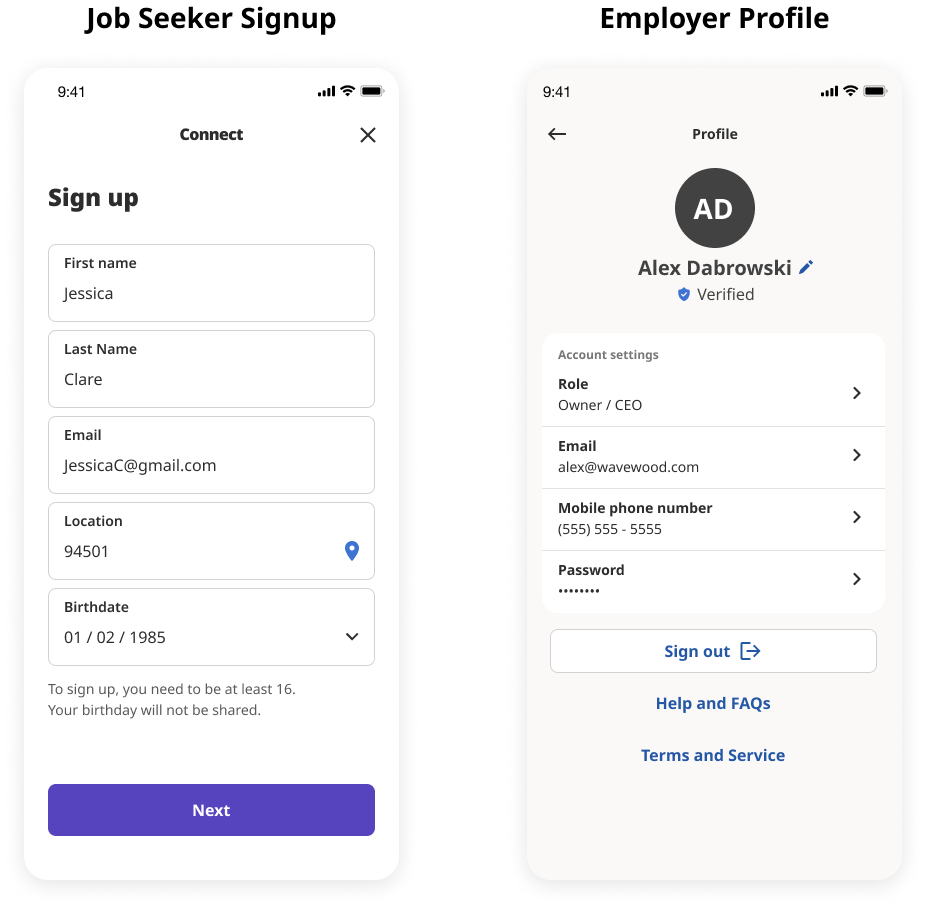 Job Seeker Signup
9:41
Connect
Sign up
First name
Jessica
Last Name
Clare
Email
JessicaC@gmail.com
Location
94501
Birthdate
01 / 02 / 1985
To sign up, you need to be at least 16.
Your birthday will not be shared.
Next
Employer Profile
9:41
Profile
AD
Alex Dabrowski
Verified
Account settings
Role
Owner / CEO
Email
alex@wavewood.com
Mobile phone number
(555) 555 - 5555
Password
••••••••
Sign out
Help and FAQs
Terms and Service